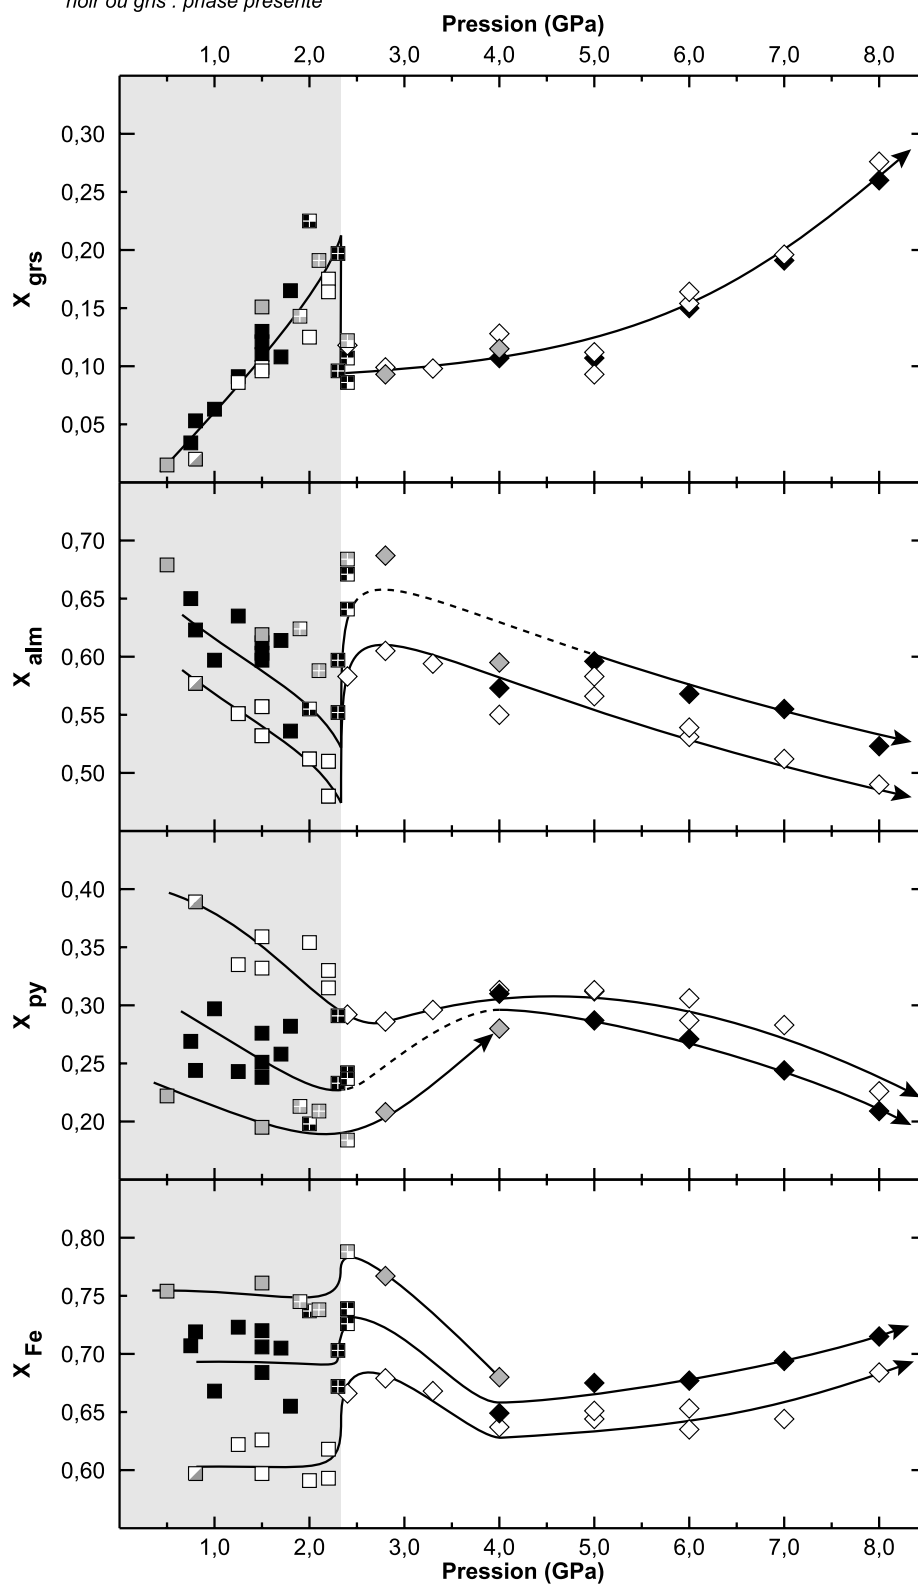 noir ou gris : phase présente
Pression (GPa)
1,0 2,0 3,0 4,0 5,0 6,0 7,0 8,0
0,30
0,25
0,20
X grs
0,15
0,10
0,05
0,70
0,65
X alm
0,60
0,55
0,50
0,40
0,35
X py
0,30
0,25
0,20
0,80
0,75
X Fe
0,70
0,65
0,60
1,0 2,0 3,0 4,0 5,0 6,0 7,0 8,0
Pression (GPa)